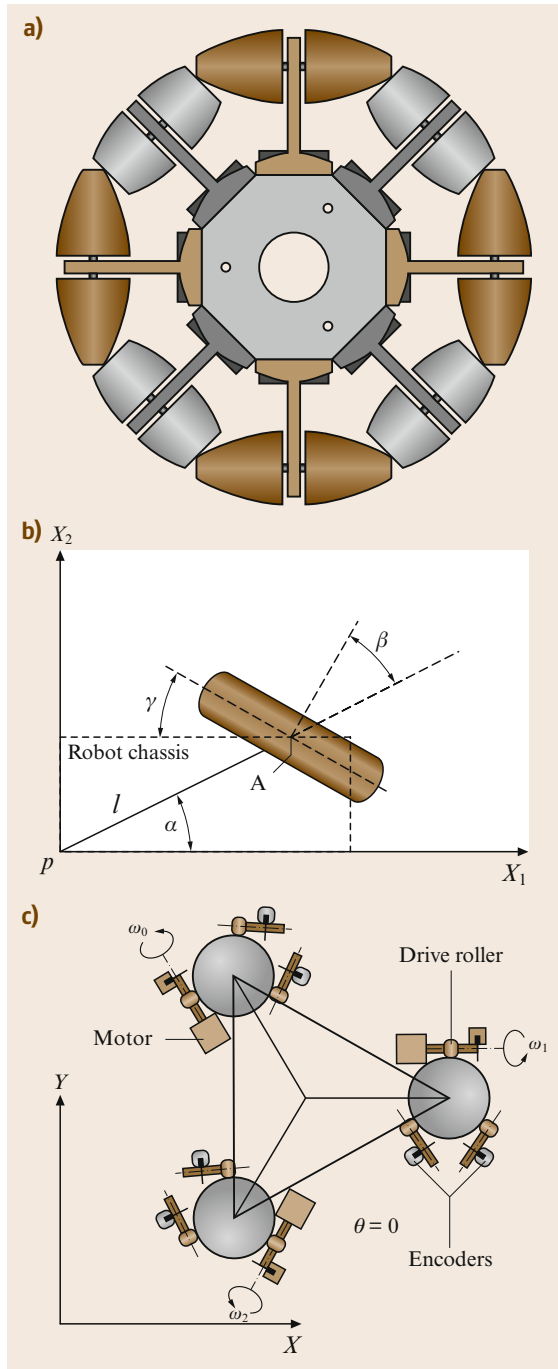 a)
b)
X₂
β
γ
Robot chassis
A
l
α
p
X₁
c)
ω₀
Drive roller
Motor
ω₁
Y
θ = 0
Encoders
ω₂
X